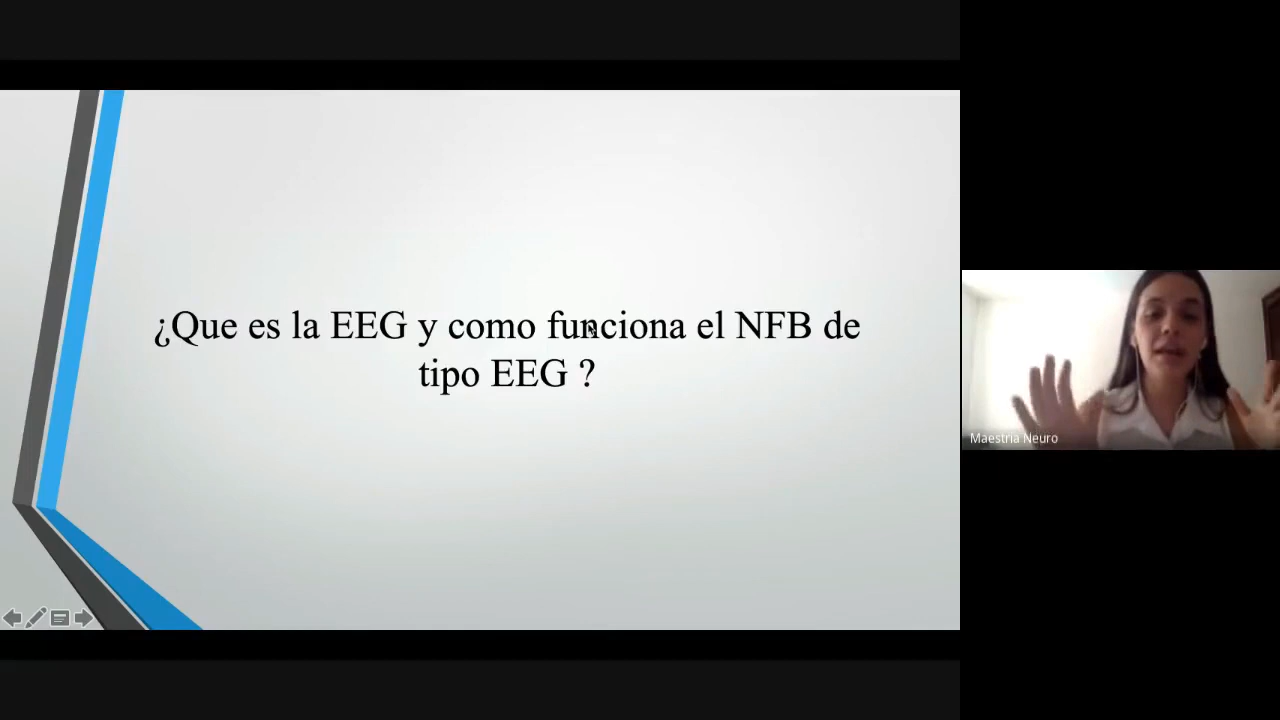 ¿Que es la EEG y como funciona el NFB de
tipo EEG ?
Maestria Neuro